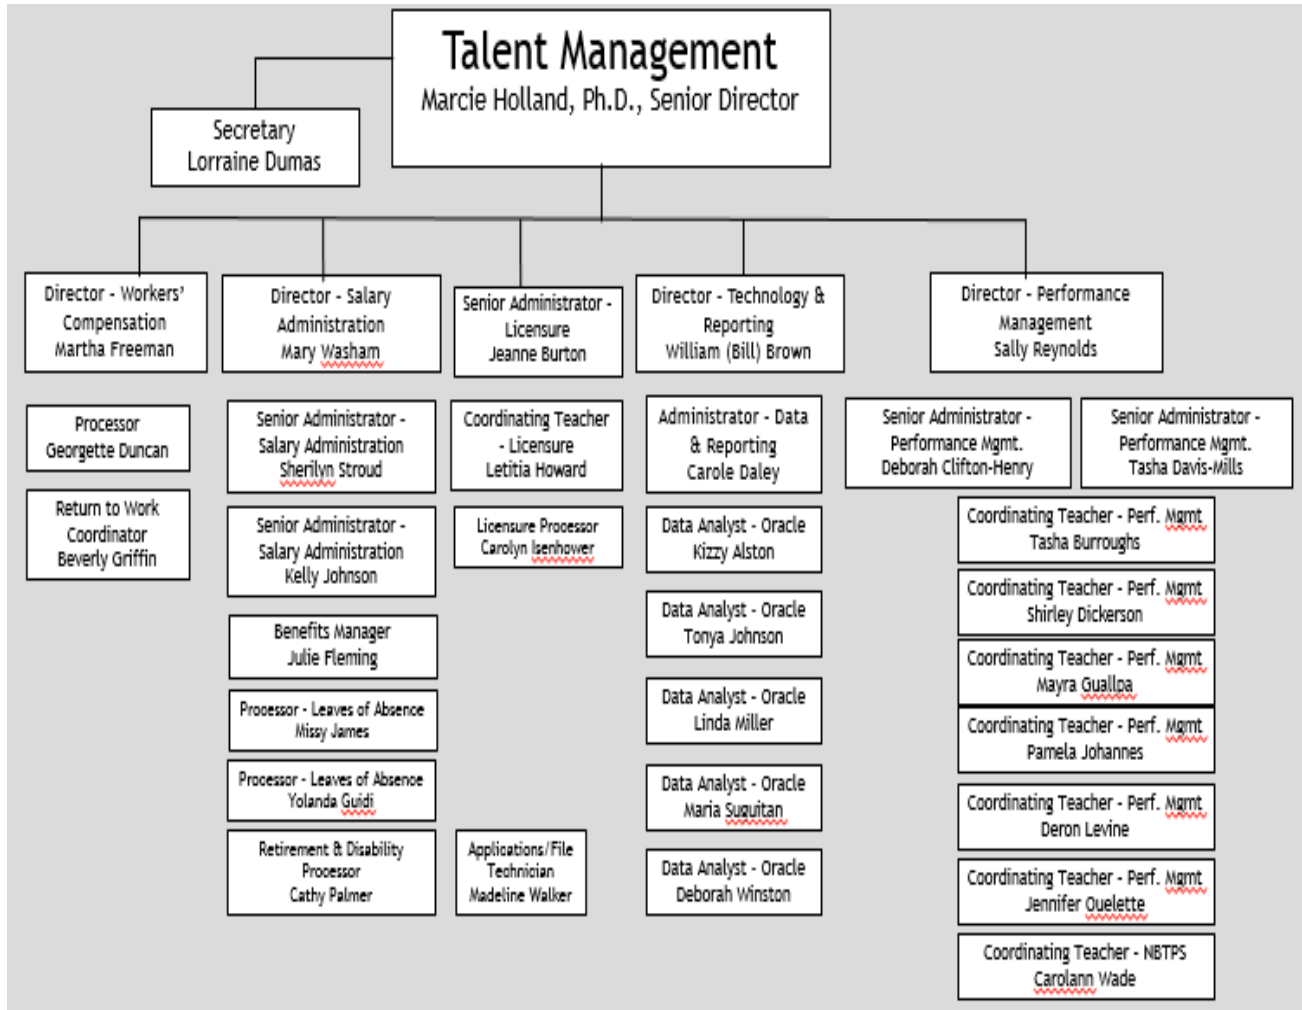 Talent Management
Marcie Holland, Ph.D., Senior Director
Secretary
Lorraine Dumas
Director - Workers'
Compensation
Martha Freeman
Processor
Georgette Duncan
Return to Work
Coordinator
Beverly Griffin
Director - Salary
Administration
Mary Washam
Senior Administrator -
Salary Administration
Sherilyn Stroud
Senior Administrator -
Salary Administration
Kelly Johnson
Benefits Manager
Julie Fleming
Processor - Leaves of Absence
Missy James
Processor - Leaves of Absence
Yolanda Guidi
Retirement & Disability
Processor
Cathy Palmer
Senior Administrator -
Licensure
Jeanne Burton
Coordinating Teacher
- Licensure
Letitia Howard
Licensure Processor
Carolyn Isenhower
Applications/File
Technician
Madeline Walker
Director - Technology &
Reporting
William (Bill) Brown
Administrator - Data
& Reporting
Carole Daley
Data Analyst - Oracle
Kizzy Alston
Data Analyst - Oracle
Tonya Johnson
Data Analyst - Oracle
Linda Miller
Data Analyst - Oracle
Maria Suguitan
Data Analyst - Oracle
Deborah Winston
Director - Performance
Management
Sally Reynolds
Senior Administrator -
Performance Mgmt.
Deborah Clifton-Henry
Senior Administrator -
Performance Mgmt.
Tasha Davis-Mills
Coordinating Teacher - Perf. Mgmt
Tasha Burroughs
Coordinating Teacher - Perf. Mgmt
Shirley Dickerson
Coordinating Teacher - Perf. Mgmt
Mayra Guallpa
Coordinating Teacher - Perf. Mgmt
Pamela Johannes
Coordinating Teacher - Perf. Mgmt
Deron Levine
Coordinating Teacher - Perf. Mgmt
Jennifer Ouelette
Coordinating Teacher - NBTPS
Carolann Wade